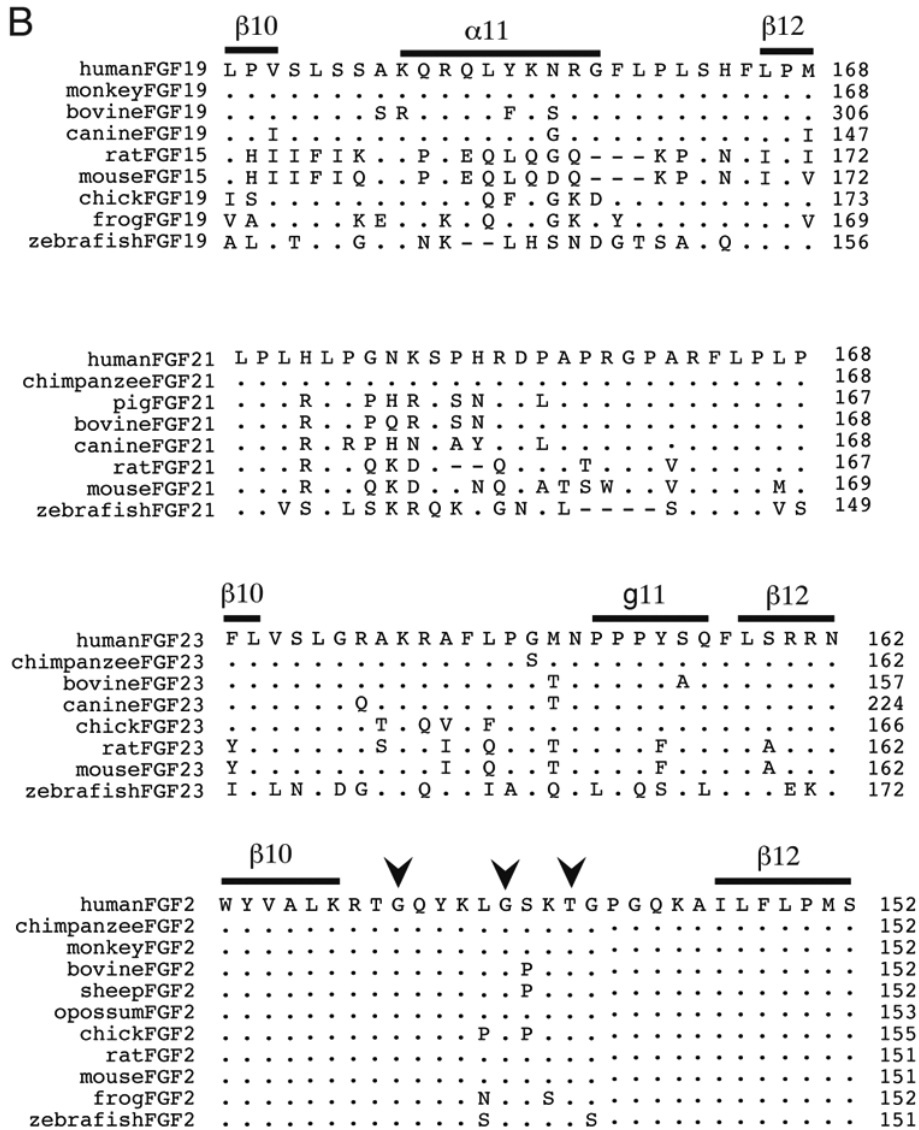 B
β10 α11 β12
humanFGF19 L P V S L S S A K Q R Q L Y K N R G F L P L S H F L P M 168
monkeyFGF19 . . . . . . . . . . . . . . . . . . . . . . . . . . . . 168
bovineFGF19 . . . . . . . S R . . . . F . S . . . . . . . . . . . . 306
canineFGF19 . . I . . . . . . . . . . . . G . . . . . . . . . . . I 147
ratFGF15 . H I I F I K . . P . E Q L Q G Q - - - K P . N . I . I 172
mouseFGF15 . H I I F I Q . . P . E Q L Q D Q - - - K P . N . I . V 172
chickFGF19 I S . . . . . . . . . . Q F . G K D . . . . . . . . . . 173
frogFGF19 V A . . . . K E . . K . Q . . G K . Y . . . . . . . . V 169
zebrafishFGF19 A L . T . . G . . N K - - L H S N D G T S A . Q . . . . 156
humanFGF21 L P L H L P G N K S P H R D P A P R G P A R F L P L P 168
chimpanzeeFGF21 . . . . . . . . . . . . . . . . . . . . . . . . . . . 168
pigFGF21 . . . R . . P H R . S N . . L . . . . . . . . . . . . 167
bovineFGF21 . . . R . . P Q R . S N . . . . . . . . . . . . . . . 168
canineFGF21 . . . R . R P H N . A Y . . L . . . . . . . . . . . . 168
ratFGF21 . . . R . . Q K D . - - Q . . . T . . . V . . . . . . 167
mouseFGF21 . . . R . . Q K D . . N Q . A T S W . . V . . . . M . 169
zebrafishFGF21 . . V S . L S K R Q K . G N . L - - - - S . . . . V S 149
β10 g11 β12
humanFGF23 F L V S L G R A K R A F L P G M N P P P Y S Q F L S R R N 162
chimpanzeeFGF23 . . . . . . . . . . . . . . S . . . . . . . . . . . . . . 162
bovineFGF23 . . . . . . . . . . . . . . . T . . . . . A . . . . . . . 157
canineFGF23 . . . . . . Q . . . . . . . . T . . . . . . . . . . . . . 224
chickFGF23 . . . . . . . T . Q V . F . . . . . . . . . . . . . . . . 166
ratFGF23 Y . . . . . . S . . I . Q . . T . . . . F . . . . A . . . 162
mouseFGF23 Y . . . . . . . . . I . Q . . T . . . . F . . . . A . . . 162
zebrafishFGF23 I . L N . D G . . Q . . I A . Q . L . Q S . L . . . E K . 172
β10 β12
humanFGF2 W Y V A L K R T G Q Y K L G S K T G P G Q K A I L F L P M S 152
chimpanzeeFGF2 . . . . . . . . . . . . . . . . . . . . . . . . . . . . . . 152
monkeyFGF2 . . . . . . . . . . . . . . . . . . . . . . . . . . . . . . 152
bovineFGF2 . . . . . . . . . . . . . . P . . . . . . . . . . . . . . . 152
sheepFGF2 . . . . . . . . . . . . . . P . . . . . . . . . . . . . . . 152
opossumFGF2 . . . . . . . . . . . . . . . . . . . . . . . . . . . . . . 153
chickFGF2 . . . . . . . . . . . . P . P . . . . . . . . . . . . . . . 155
ratFGF2 . . . . . . . . . . . . . . . . . . . . . . . . . . . . . . 151
mouseFGF2 . . . . . . . . . . . . . . . . . . . . . . . . . . . . . . 151
frogFGF2 . . . . . . . . . . . . N . . S . . . . . . . . . . . . . . 152
zebrafishFGF2 . . . . . . . . . . . . S . . . . S . . . . . . . . . . . . 151